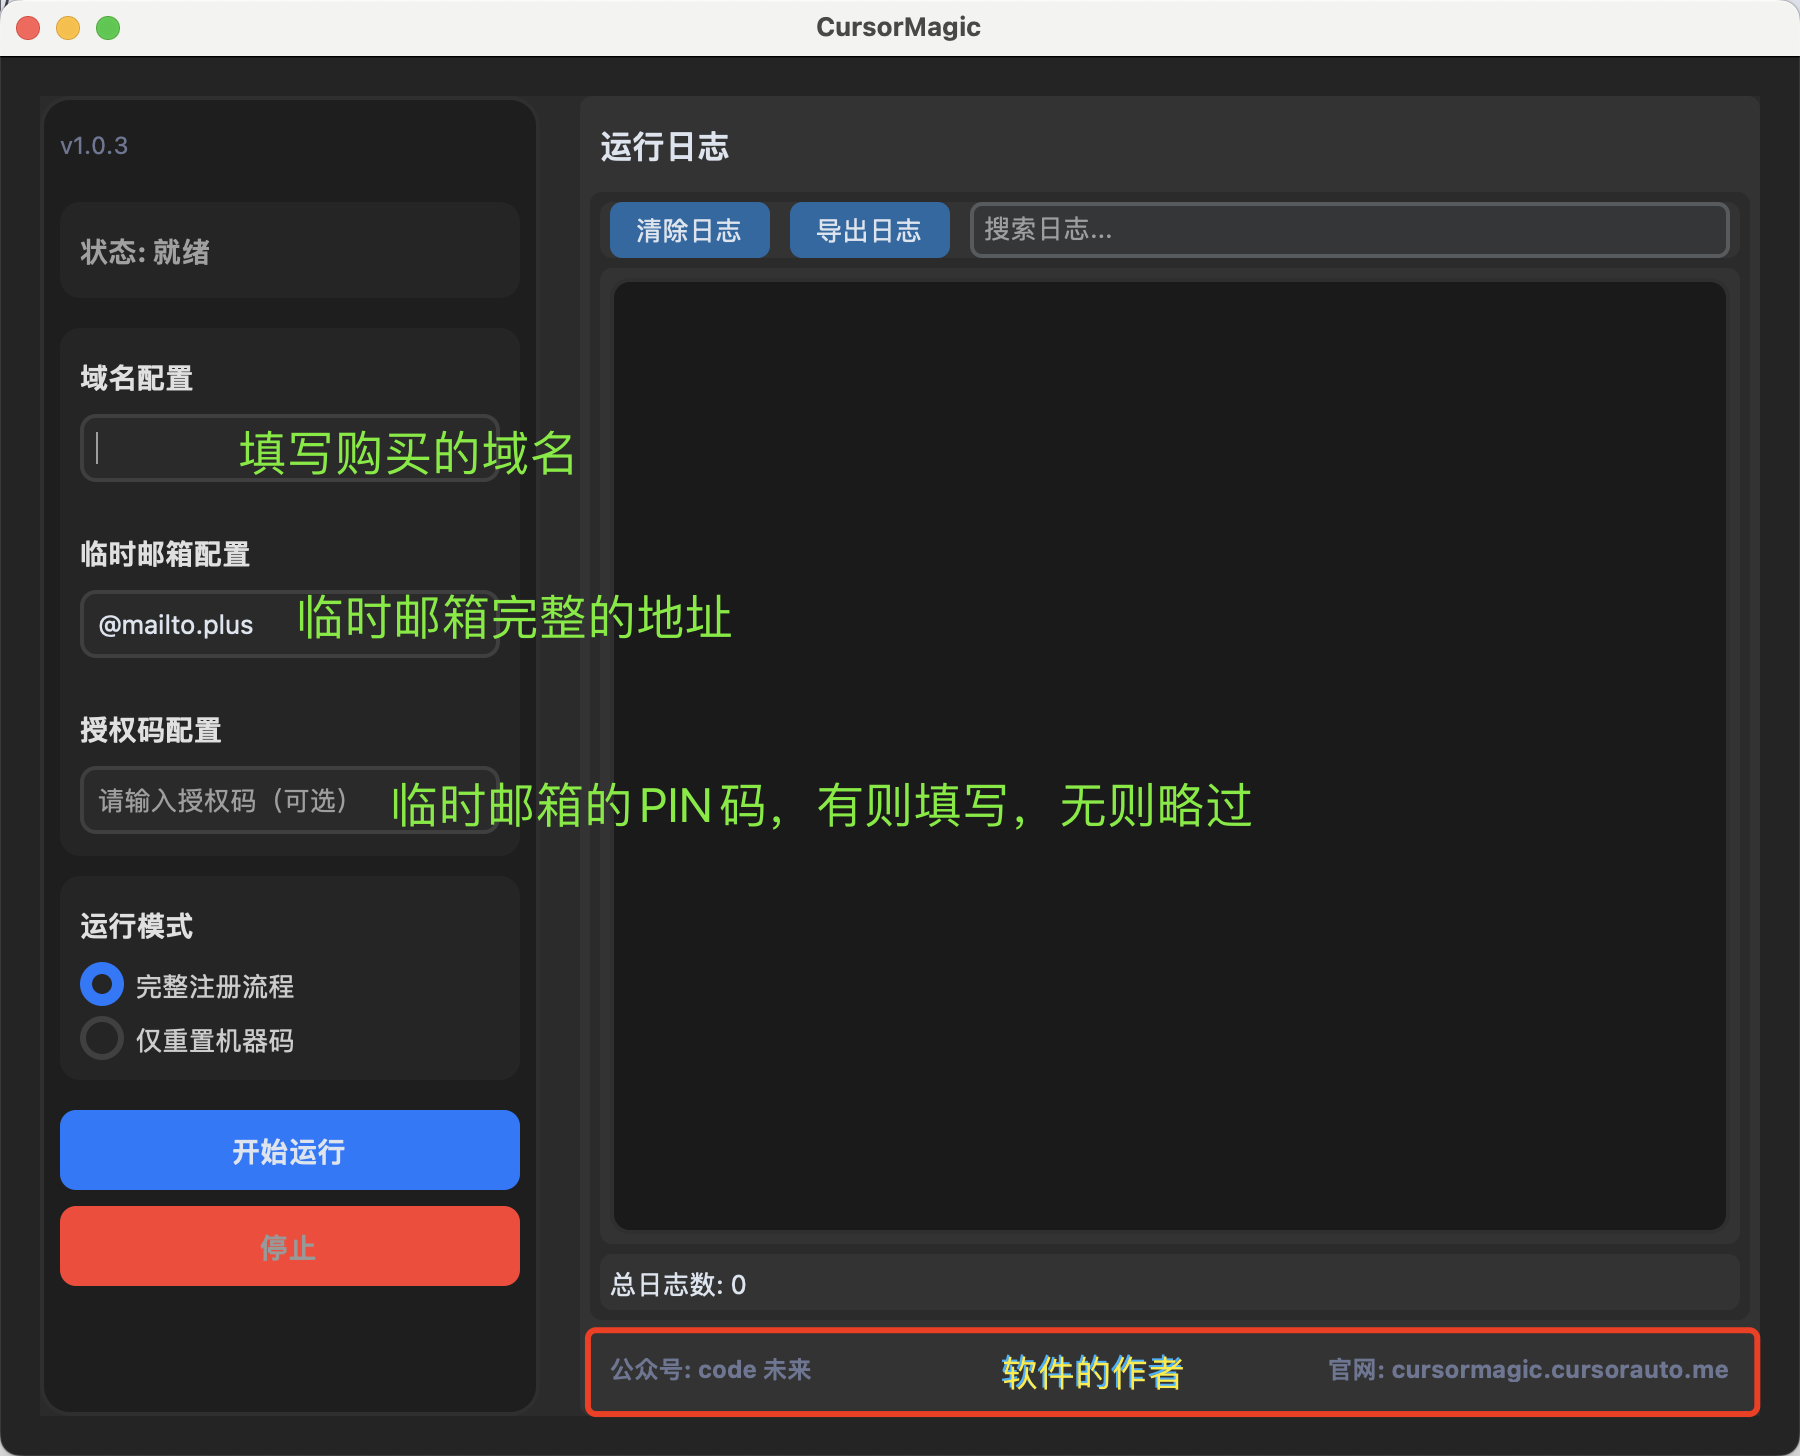 CursorMagic
v1.0.3
状态: 就绪
域名配置
填写购买的域名
临时邮箱配置
@mailto.plus
临时邮箱完整的地址
授权码配置
请输入授权码（可选）
临时邮箱的PIN码，有则填写，无则略过
运行模式
完整注册流程
仅重置机器码
开始运行
停止
运行日志
清除日志
导出日志
搜索日志...
总日志数: 0
公众号: code 未来
软件的作者
官网: cursormagic.cursorauto.me